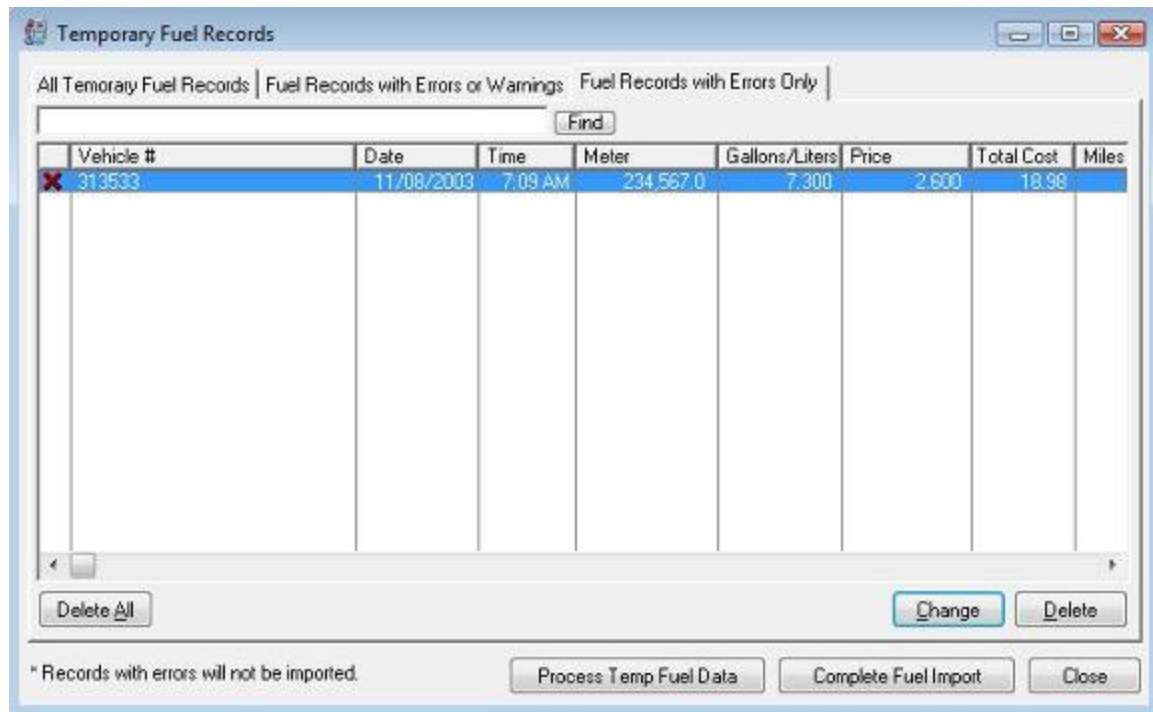 Temporary Fuel Records
All Temorary Fuel Records Fuel Records with Errors or Warnings Fuel Records with Errors Only
Find
Vehicle # Date Time Meter Gallons/Liters Price Total Cost Miles
313533 11/08/2003 7:09 AM 234,567.0 7.300 2.600 18.98
Delete All Change Delete
* Records with errors will not be imported. Process Temp Fuel Data Complete Fuel Import Close